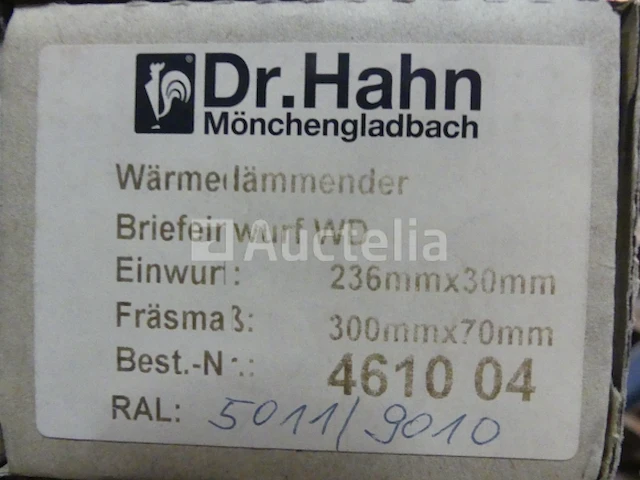 Dr.Hahn
Mönchengladbach
Wärmedämmender
Briefeinwurf WD
Auctelia
Einwurf: 236mmx30mm
Fräsmaß: 300mmx70mm
Best.-Nr.: 4610 04
RAL: 5011/9010